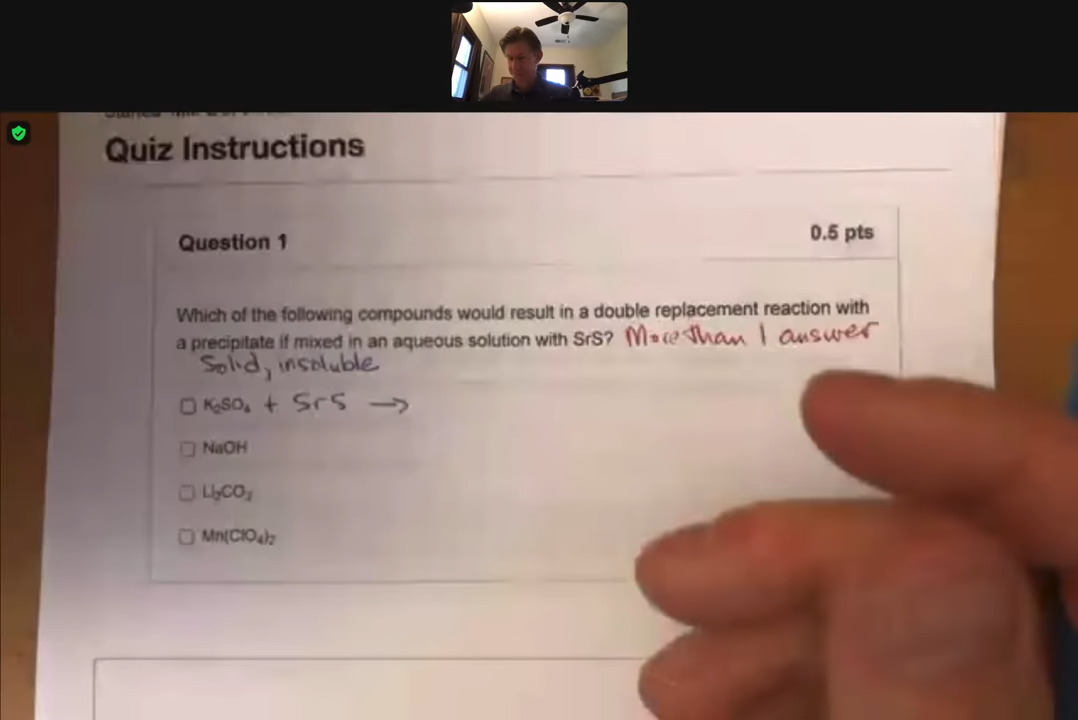 Quiz Instructions
Question 1
0.5 pts
Which of the following compounds would result in a double replacement reaction with
a precipitate if mixed in an aqueous solution with SrS? More than 1 answer
Solid, insoluble
K₂SO₄ + SrS →
NaOH
Li₂CO₃
Mn(ClO₄)₂